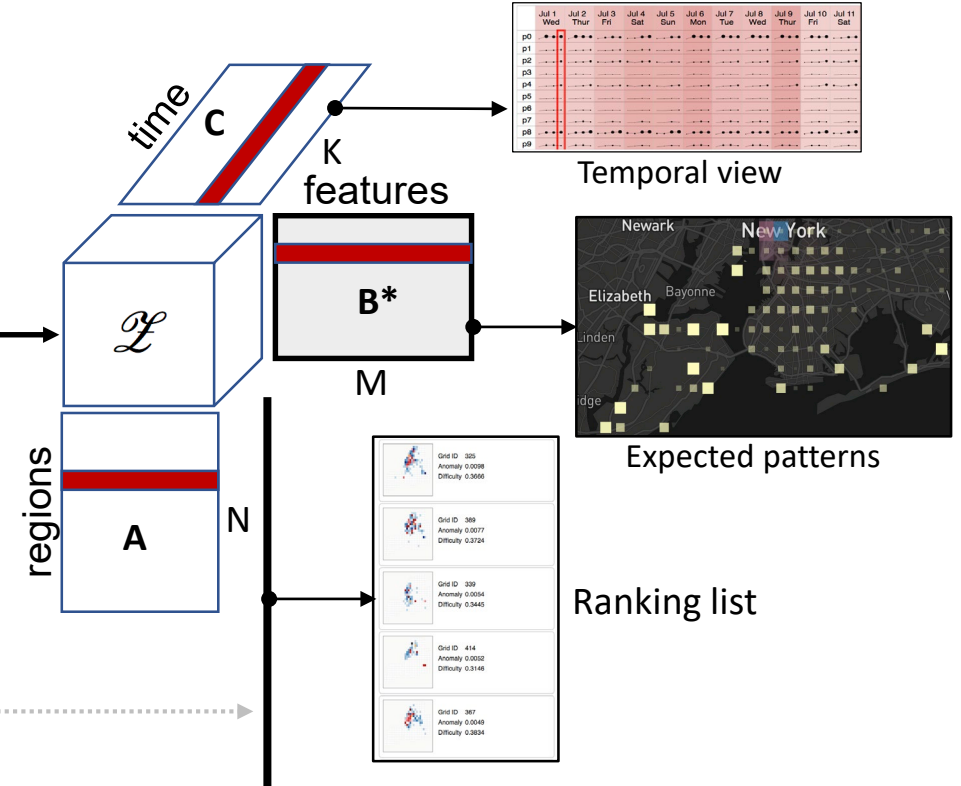 time
C
K
features
B*
M
𝒵
regions
A
N
Jul 1 Jul 2 Jul 3 Jul 4 Jul 5 Jul 6 Jul 7 Jul 8 Jul 9 Jul 10 Jul 11
Wed Thur Fri Sat Sun Mon Tue Wed Thur Fri Sat
p0
p1
p2
p3
p4
p5
p6
p7
p8
p9
Temporal view
Newark
New York
Elizabeth
Bayonne
Linden
idge
Expected patterns
Grid ID 325
Anomaly 0.0098
Difficulty 0.3666
Grid ID 389
Anomaly 0.0077
Difficulty 0.3724
Grid ID 339
Anomaly 0.0054
Difficulty 0.3445
Grid ID 414
Anomaly 0.0052
Difficulty 0.3148
Grid ID 367
Anomaly 0.0049
Difficulty 0.3834
Ranking list